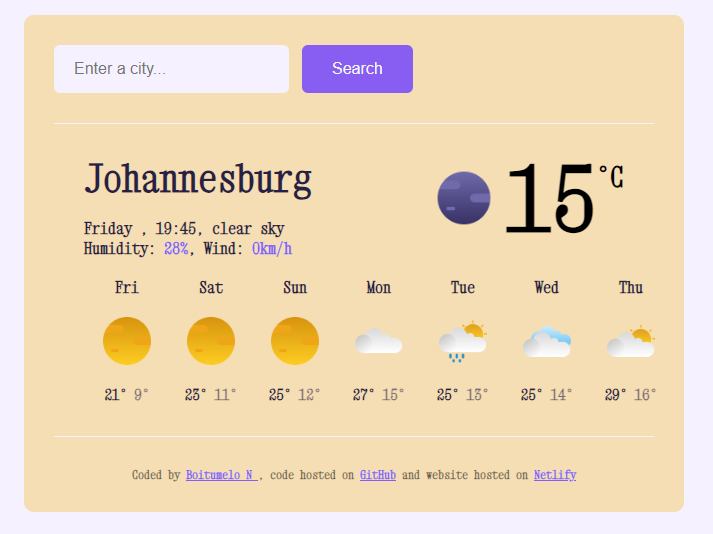 Enter a city...
Search
Johannesburg
15°C
Friday , 19:45, clear sky
Humidity: 28%, Wind: 0km/h
Fri Sat Sun Mon Tue Wed Thu
21° 9° 23° 11° 25° 12° 27° 15° 25° 13° 25° 14° 29° 16°
Coded by Boitumelo N , code hosted on GitHub and website hosted on Netlify